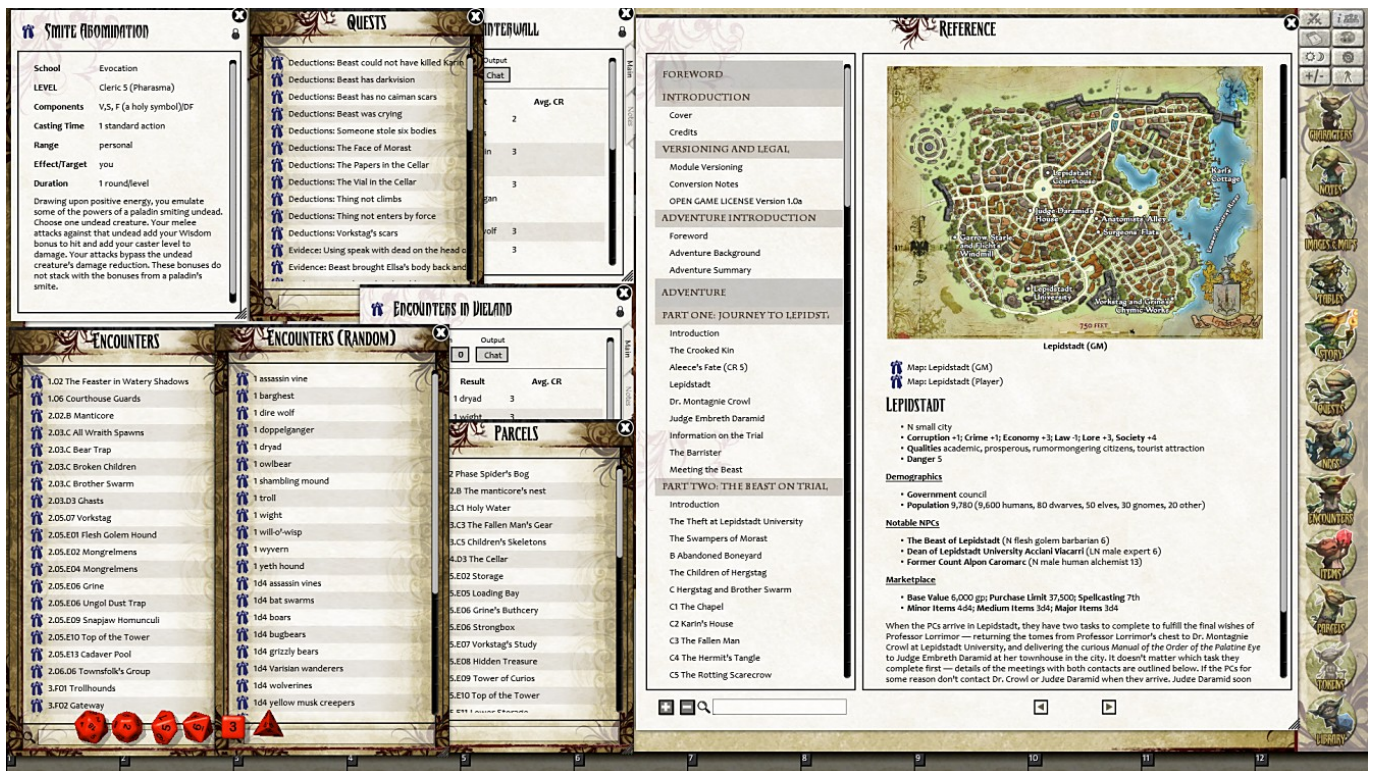 Smite Abomination
School Evocation
LEVEL Cleric 5 (Pharasma)
Components V,S, F (a holy symbol)/DF
Casting Time 1 standard action
Range personal
Effect/Target you
Duration 1 round/level
Drawing upon positive energy, you emulate
some of the powers of a paladin smiting undead.
Choose one undead creature. Your melee
attacks against that undead add your Wisdom
bonus to hit and add your caster level to
damage. Your attacks bypass the undead
creature's damage reduction. These bonuses do
not stack with the bonuses from a paladin's
smite.
Quests
Deductions: Beast could not have killed Karin
Deductions: Beast has darkvision
Deductions: Beast has no caiman scars
Deductions: Beast was crying
Deductions: Someone stole six bodies
Deductions: The Face of Morast
Deductions: The Papers in the Cellar
Deductions: The Vial in the Cellar
Deductions: Thing not climbs
Deductions: Thing not enters by force
Deductions: Vorkstag's scars
Evidece: Using speak with dead on the head o
Evidence: Beast brought Ellsa's body back and
nterwall
Output
Chat
Avg. CR
2
in 3
3
gan
olf 3
3
Main
Notes
Encounters in Vieland
Output
0 Chat
Result Avg. CR
1 dryad 3
1 wight 3
Main
Notes
Encounters
1.02 The Feaster in Watery Shadows
1.06 Courthouse Guards
2.02.B Manticore
2.03.C All Wraith Spawns
2.03.C Bear Trap
2.03.C Broken Children
2.03.C Brother Swarm
2.03.D3 Ghasts
2.05.07 Vorkstag
2.05.E01 Flesh Golem Hound
2.05.E02 Mongrelmen
2.05.E04 Mongrelmens
2.05.E06 Grine
2.05.E06 Ungol Dust Trap
2.05.E09 Snapjaw Homunculi
2.05.E10 Top of the Tower
2.05.E13 Cadaver Pool
2.06.06 Townsfolk's Group
3.F01 Trollhounds
3.F02 Gateway
Encounters (Random)
1 assassin vine
1 barghest
1 dire wolf
1 doppelganger
1 dryad
1 owlbear
1 shambling mound
1 troll
1 wight
1 will-o'-wisp
1 wyvern
1 yeth hound
1d4 assassin vines
1d4 bat swarms
1d4 boars
1d4 bugbears
1d4 grizzly bears
1d4 Varisian wanderers
1d4 wolverines
1d4 yellow musk creepers
Parcels
2 Phase Spider's Bog
2.B The manticore's nest
3.C1 Holy Water
3.C3 The Fallen Man's Gear
3.C5 Children's Skeletons
4.D3 The Cellar
5.E02 Storage
5.E05 Loading Bay
5.E06 Grine's Buthcery
5.E06 Strongbox
5.E07 Vorkstag's Study
5.E08 Hidden Treasure
5.E09 Tower of Curios
5.E10 Top of the Tower
5.E11 Lower Storage
Reference
FOREWORD
INTRODUCTION
Cover
Credits
VERSIONING AND LEGAL
Module Versioning
Conversion Notes
OPEN GAME LICENSE Version 1.0a
ADVENTURE INTRODUCTION
Foreword
Adventure Background
Adventure Summary
ADVENTURE
PART ONE: JOURNEY TO LEPIDST
Introduction
The Crooked Kin
Aleece's Fate (CR 5)
Lepidstadt
Dr. Montagnie Crowl
Judge Embreth Daramid
Information on the Trial
The Barrister
Meeting the Beast
PART TWO: THE BEAST ON TRIAL
Introduction
The Theft at Lepidstadt University
The Swampers of Morast
B Abandoned Boneyard
The Children of Hergstag
C Hergstag and Brother Swarm
C1 The Chapel
C2 Karin's House
C3 The Fallen Man
C4 The Hermit's Tangle
C5 The Rotting Scarecrow
Lepidstadt
Courthouse
Karl's
Cottage
Judge Daramid's
House
Anatomists' Alley
Surgeons' Flats
Garrow, Starle,
and Flicht
Windmill
Lepidstadt
University
Vorkstag and Grine's
Chymic Works
750 FEET
Lepidstadt (GM)
Map: Lepidstadt (GM)
Map: Lepidstadt (Player)
Lepidstadt
• N small city
• Corruption +1; Crime +1; Economy +3; Law -1; Lore +3, Society +4
• Qualities academic, prosperous, rumormongering citizens, tourist attraction
• Danger 5
Demographics
• Government council
• Population 9,780 (9,600 humans, 80 dwarves, 50 elves, 30 gnomes, 20 other)
Notable NPCs
• The Beast of Lepidstadt (N flesh golem barbarian 6)
• Dean of Lepidstadt University Acciani Viacarri (LN male expert 6)
• Former Count Alpon Caromarc (N male human alchemist 13)
Marketplace
• Base Value 6,000 gp; Purchase Limit 37,500; Spellcasting 7th
• Minor Items 4d4; Medium Items 3d4; Major Items 3d4
When the PCs arrive in Lepidstadt, they have two tasks to complete to fulfill the final wishes of
Professor Lorrimor — returning the tomes from Professor Lorrimor's chest to Dr. Montagnie
Crowl at Lepidstadt University, and delivering the curious Manual of the Order of the Palatine Eye
to Judge Embreth Daramid at her townhouse in the city. It doesn't matter which task they
complete first — details of the meetings with both contacts are outlined below. If the PCs for
some reason don't contact Dr. Crowl or Judge Daramid when they arrive, Judge Daramid soon
+/-
CHARACTERS
NOTES
IMAGES & MAPS
TABLES
STORY
QUESTS
NPCS
ENCOUNTERS
ITEMS
PARCELS
TOKENS
LIBRARY
3
1 2 3 4 5 6 7 8 9 10 11 12